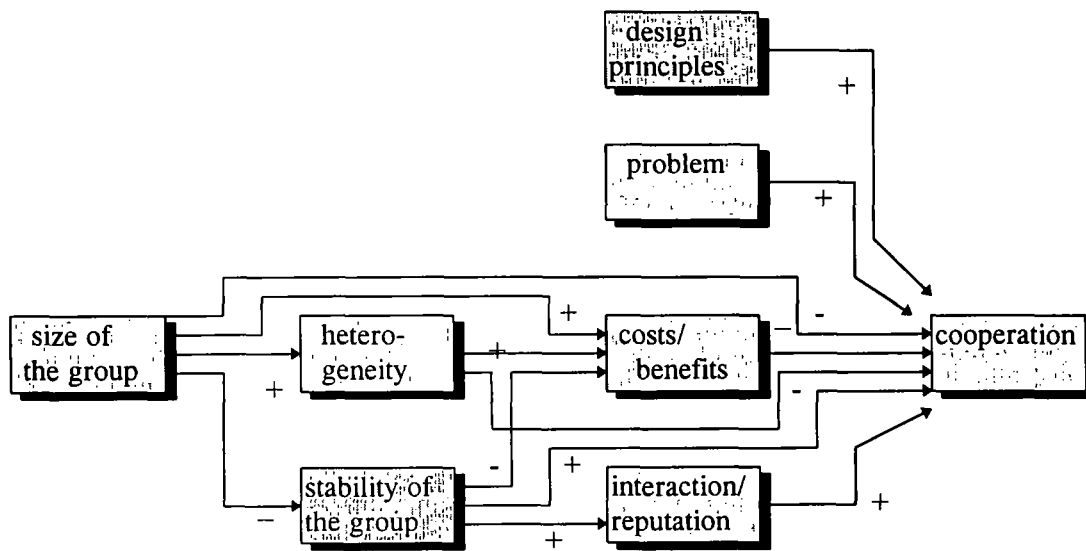 design
principles
+
problem
+
size of
the group
+
-
hetero-
geneity
+
+
costs/
benefits
-
-
cooperation
-
stability of
the group
-
+
+
interaction/
reputation
+